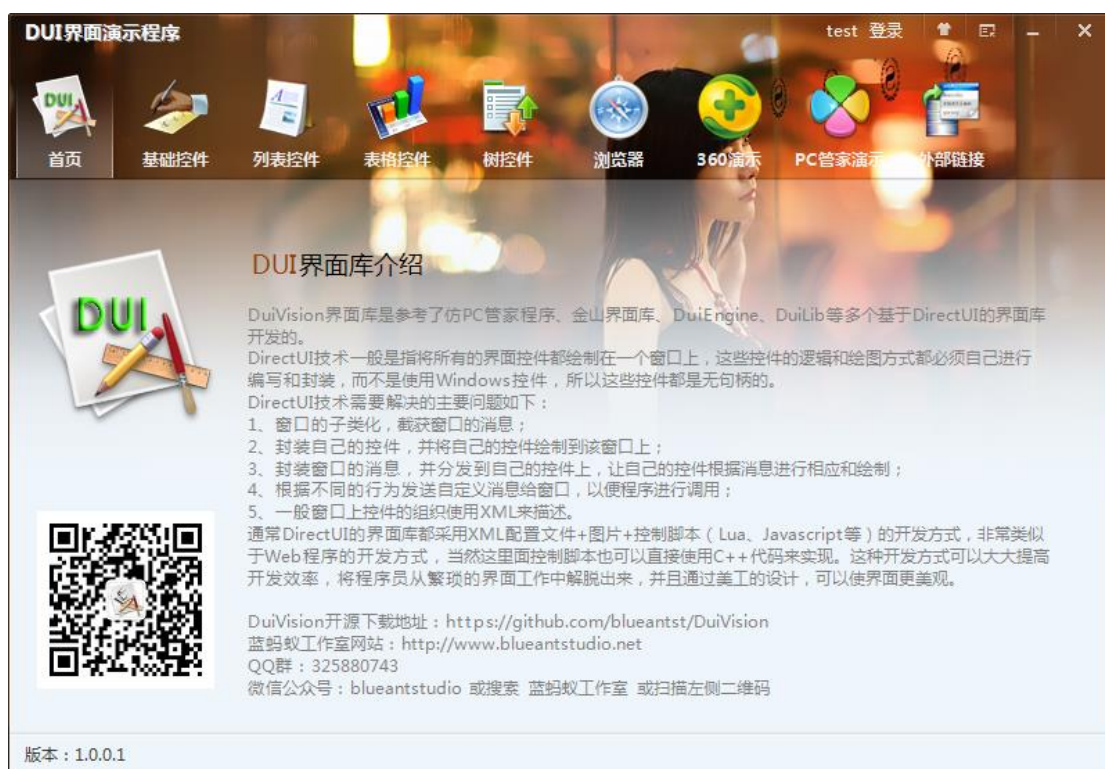 DUI界面演示程序
test 登录
DUI
首页
基础控件
列表控件
表格控件
树控件
浏览器
360演示
PC管家演示
外部链接
DUI
DUI界面库介绍
DuiVision界面库是参考了仿PC管家程序、金山界面库、DuiEngine、DuiLib等多个基于DirectUI的界面库
开发的。
DirectUI技术一般是指将所有的界面控件都绘制在一个窗口上，这些控件的逻辑和绘图方式都必须自己进行
编写和封装，而不是使用Windows控件，所以这些控件都是无句柄的。
DirectUI技术需要解决的主要问题如下：
1、窗口的子类化，截获窗口的消息；
2、封装自己的控件，并将自己的控件绘制到该窗口上；
3、封装窗口的消息，并分发到自己的控件上，让自己的控件根据消息进行相应和绘制；
4、根据不同的行为发送自定义消息给窗口，以便程序进行调用；
5、一般窗口上控件的组织使用XML来描述。
通常DirectUI的界面库都采用XML配置文件+图片+控制脚本（Lua、Javascript等）的开发方式，非常类似
于Web程序的开发方式，当然这里面控制脚本也可以直接使用C++代码来实现。这种开发方式可以大大提高
开发效率，将程序员从繁琐的界面工作中解脱出来，并且通过美工的设计，可以使界面更美观。
DuiVision开源下载地址：https://github.com/blueantst/DuiVision
蓝蚂蚁工作室网站：http://www.blueantstudio.net
QQ群：325880743
微信公众号：blueantstudio 或搜索 蓝蚂蚁工作室 或扫描左侧二维码
版本：1.0.0.1